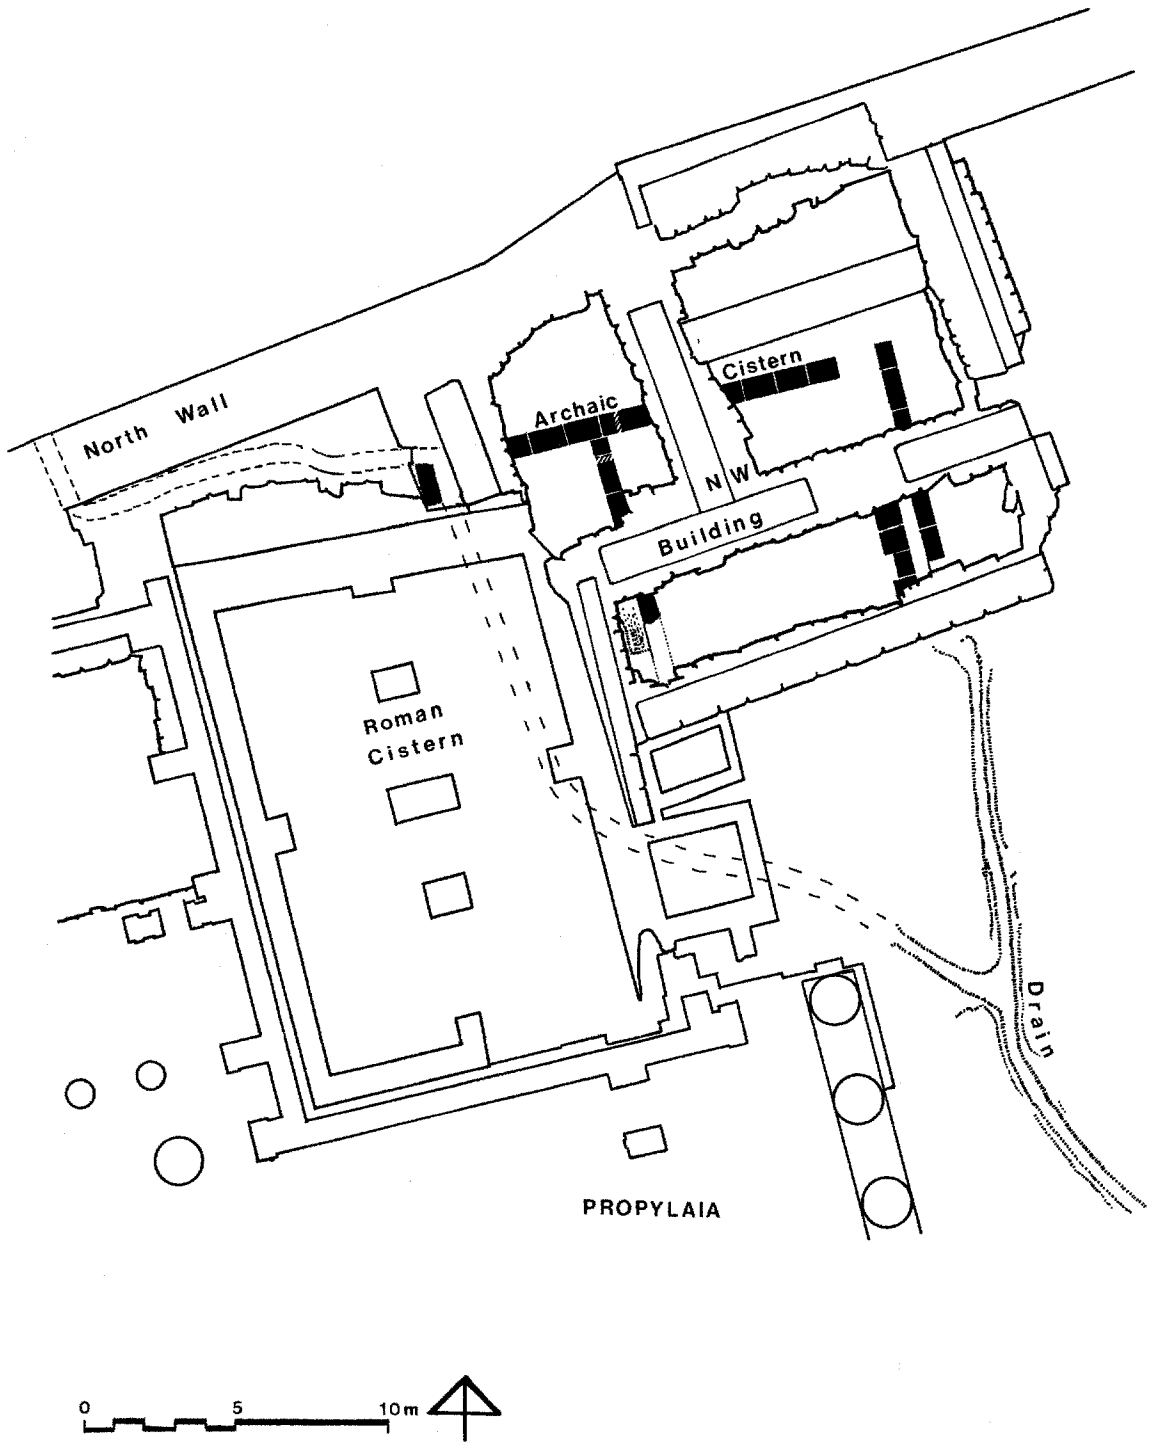 North Wall
Archaic
Cistern
N W
Building
Roman
Cistern
Drain
PROPYLAIA
0 5 10m